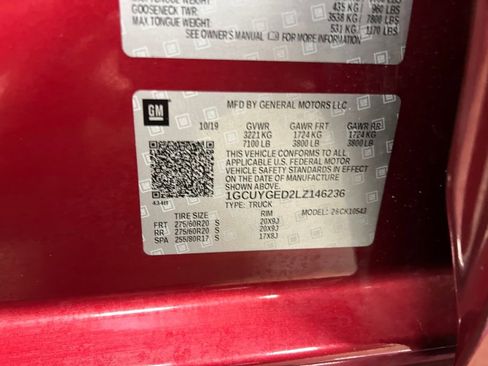 GOOSENECK TWR:
435 KG / 960 LBS
3538 KG / 7800 LBS
531 KG / 1170 LBS
SEE OWNER'S MANUAL FOR MORE INFORMATION
GM
MFD BY GENERAL MOTORS LLC
10/19 GVWR GAWR FRT GAWR RR
3221 KG 1724 KG 1724 KG
7100 LB 3800 LB 3800 LB
THIS VEHICLE CONFORMS TO ALL
APPLICABLE U.S. FEDERAL MOTOR
VEHICLE SAFETY STANDARDS IN EFFECT
ON THE DATE OF MANUFACTURE SHOWN ABOVE.
1GCUYGED2LZ146236
TYPE: TRUCK
MODEL: 26CK10543
TIRE SIZE RIM
FRT 275/60R20 S 20X9J
RR 275/60R20 S 20X9J
SPA 255/80R17 S 17X8J